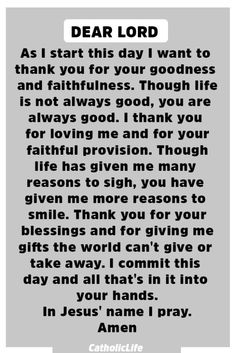 DEAR LORD
As I start this day I want to
thank you for your goodness
and faithfulness. Though life
is not always good, you are
always good. I thank you
for loving me and for your
faithful provision. Though
life has given me many
reasons to sigh, you have
given me more reasons to
smile. Thank you for your
blessings and for giving me
gifts the world can't give or
take away. I commit this
day and all that's in it into
your hands.
In Jesus' name I pray.
Amen
CatholicLife